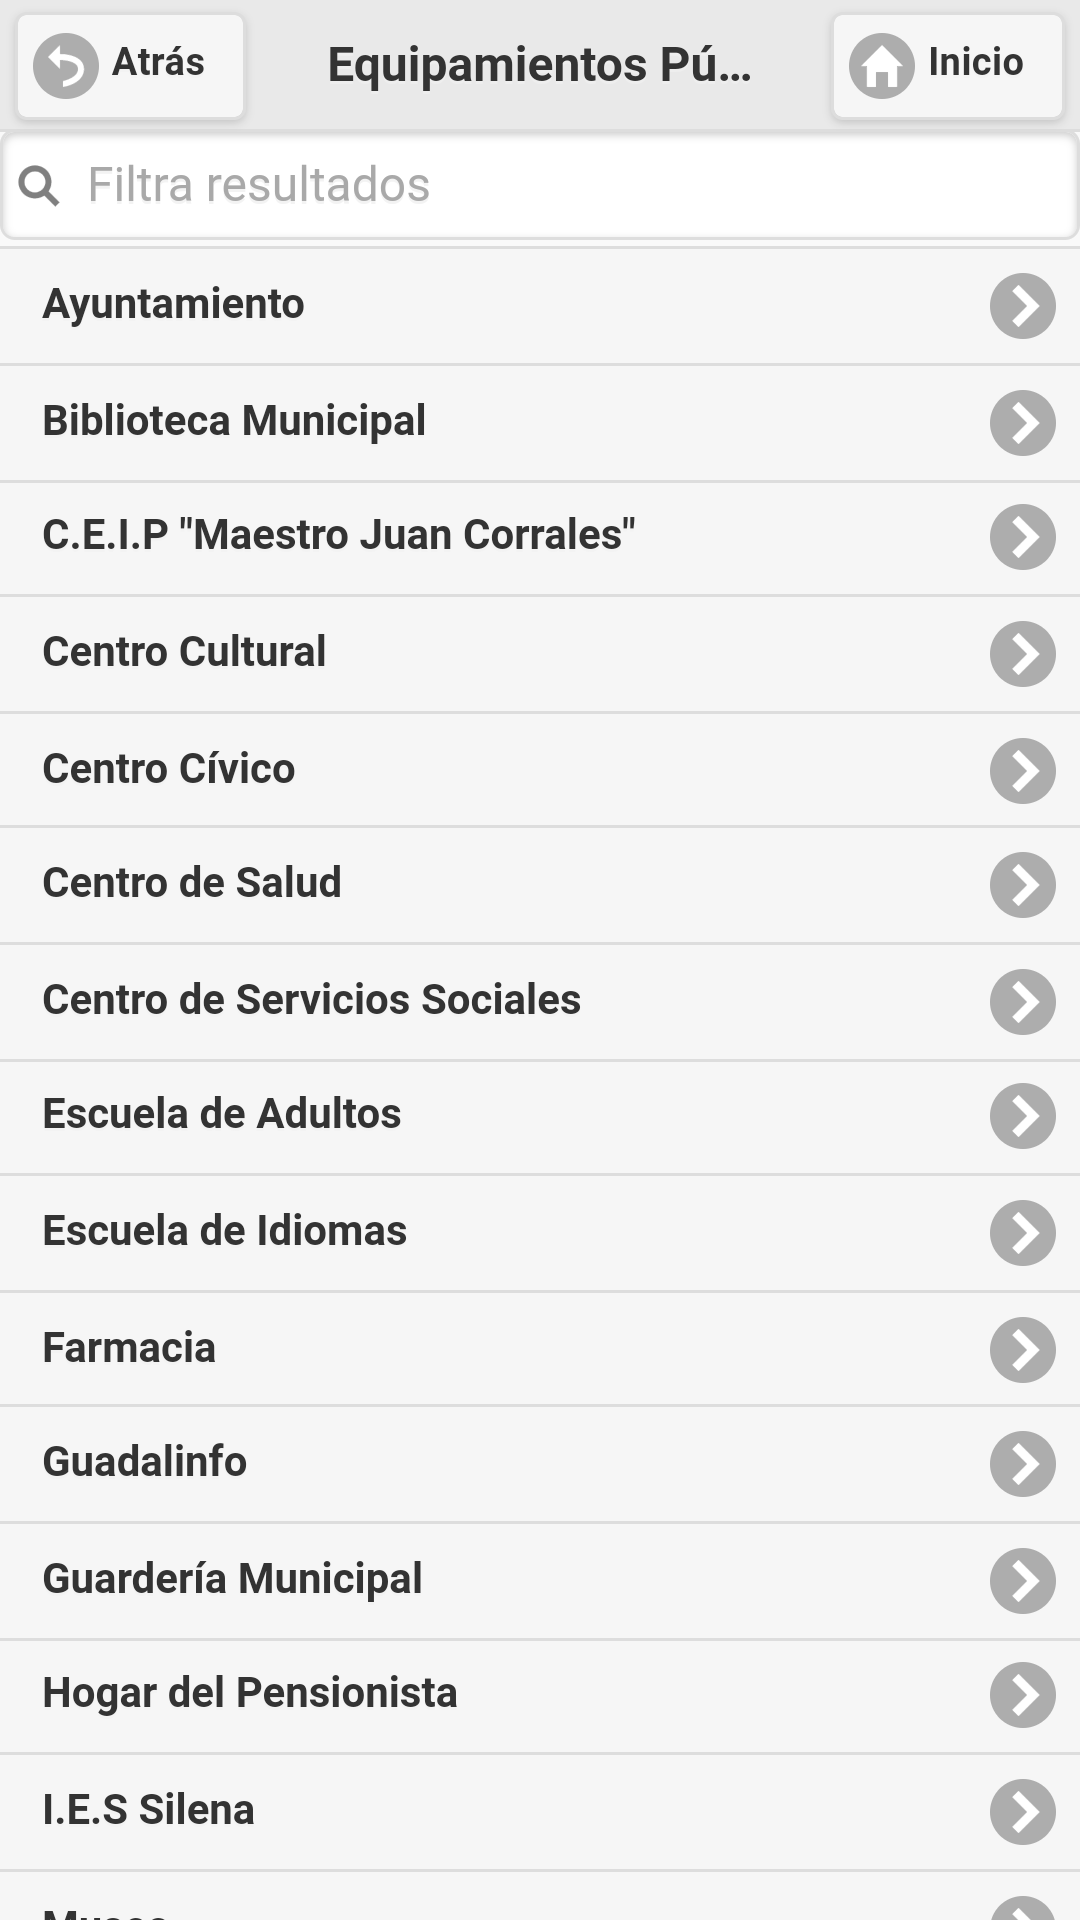 Atrás
Equipamientos Pú...
Inicio
Filtra resultados
Ayuntamiento
Biblioteca Municipal
C.E.I.P "Maestro Juan Corrales"
Centro Cultural
Centro Cívico
Centro de Salud
Centro de Servicios Sociales
Escuela de Adultos
Escuela de Idiomas
Farmacia
Guadalinfo
Guardería Municipal
Hogar del Pensionista
I.E.S Silena